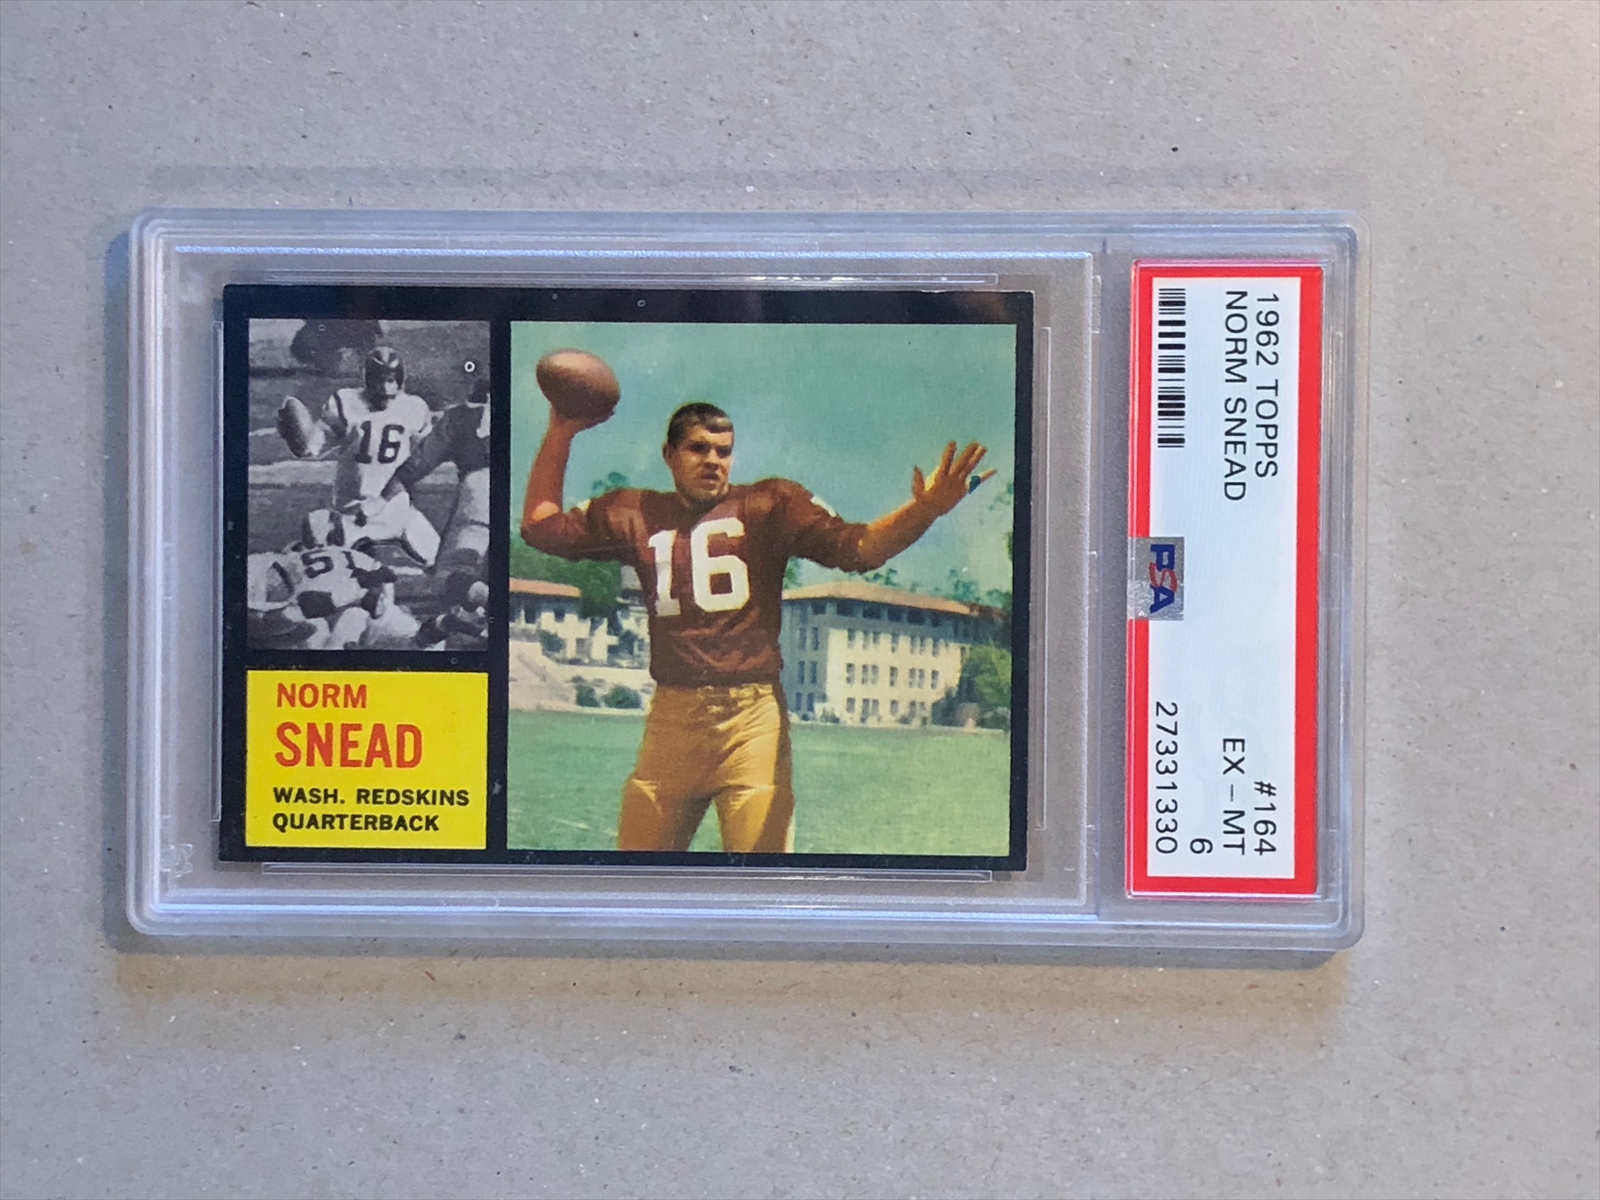 16
51
NORM
SNEAD
WASH. REDSKINS
QUARTERBACK
16
1962 TOPPS #164
NORM SNEAD EX-MT
6
PSA
27331330